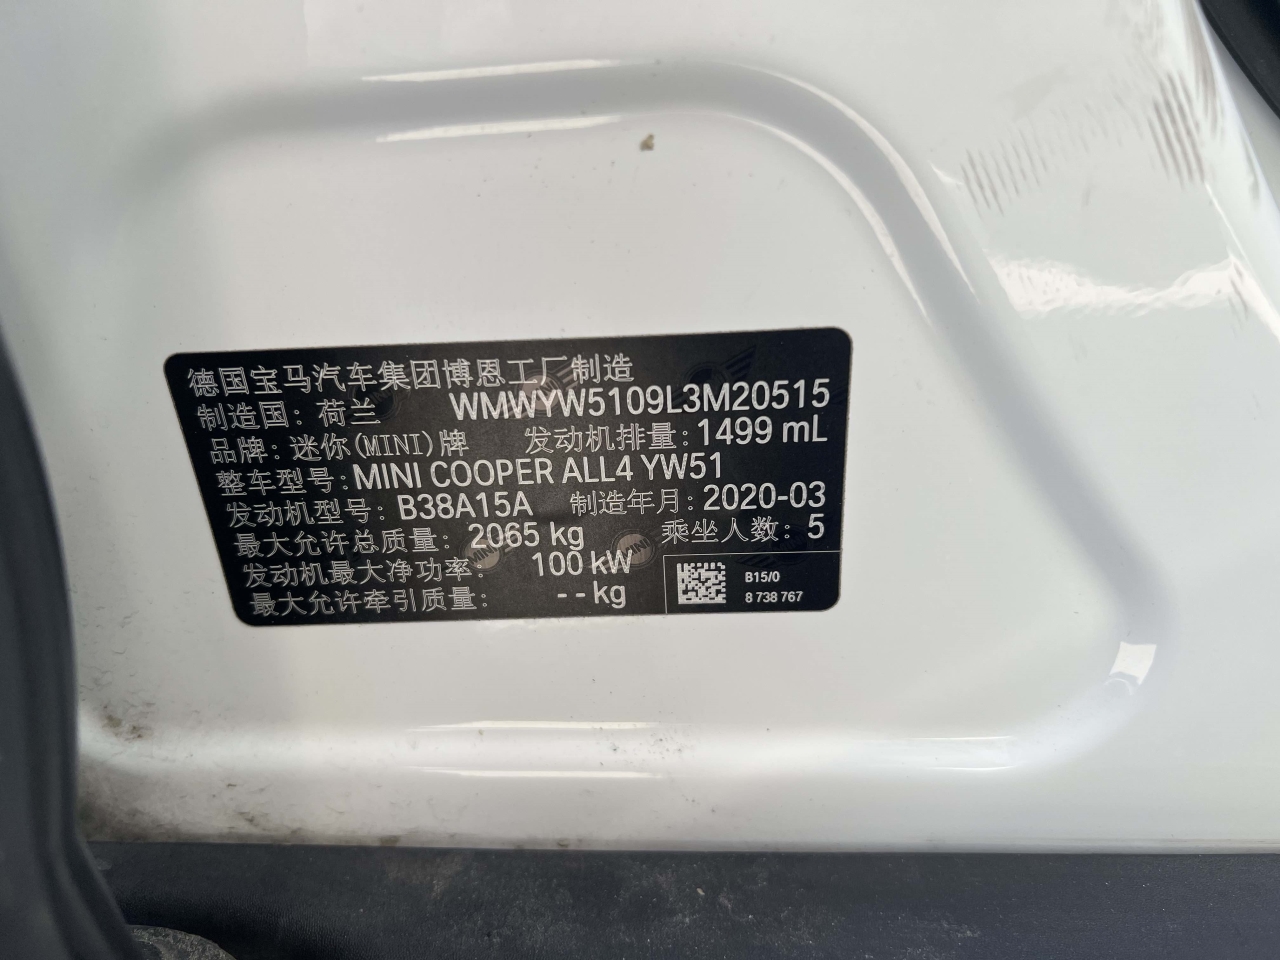 德国宝马汽车集团博恩工厂制造
制造国: 荷兰 WMWYW5109L3M20515
品牌: 迷你(MINI)牌 发动机排量: 1499 mL
整车型号: MINI COOPER ALL4 YW51
发动机型号: B38A15A 制造年月: 2020-03
最大允许总质量: 2065 kg 乘坐人数: 5
发动机最大净功率: 100 kW
最大允许牵引质量: -- kg
B15/0
8 738 767